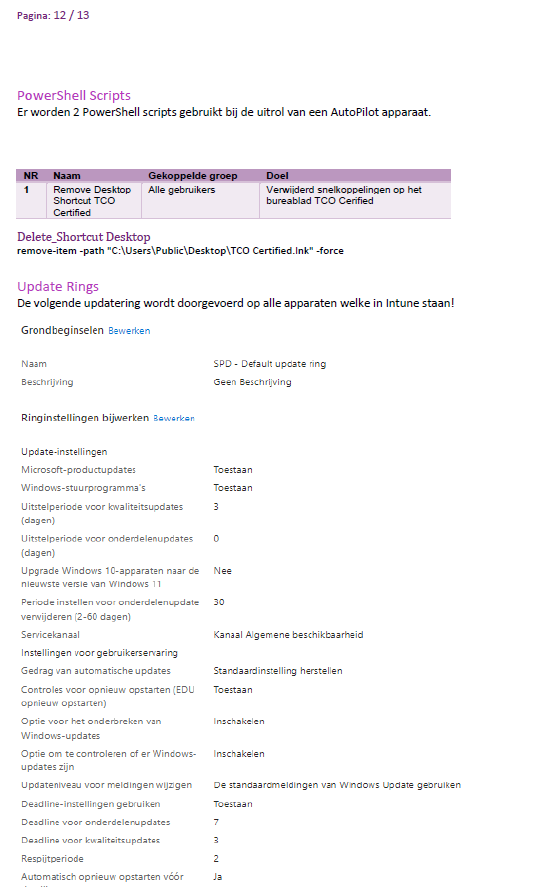 Pagina: 12 / 13
PowerShell Scripts
Er worden 2 PowerShell scripts gebruikt bij de uitrol van een AutoPilot apparaat.
NR Naam Gekoppelde groep Doel
1 Remove Desktop Alle gebruikers Verwijderd snelkoppelingen op het
Shortcut TCO bureablad TCO Cerified
Certified
Delete_Shortcut Desktop
remove-item -path "C:\Users\Public\Desktop\TCO Certified.lnk" -force
Update Rings
De volgende updatering wordt doorgevoerd op alle apparaten welke in Intune staan!
Grondbeginselen Bewerken
Naam SPD - Default update ring
Beschrijving Geen Beschrijving
Ringinstellingen bijwerken Bewerken
Update-instellingen
Microsoft-productupdates Toestaan
Windows-stuurprogramma's Toestaan
Uitstelperiode voor kwaliteitsupdates 3
(dagen)
Uitstelperiode voor onderdelenupdates 0
(dagen)
Upgrade Windows 10-apparaten naar de Nee
nieuwste versie van Windows 11
Periode instellen voor onderdelenupdate 30
verwijderen (2-60 dagen)
Servicekanaal Kanaal Algemene beschikbaarheid
Instellingen voor gebruikerservaring
Gedrag van automatische updates Standaardinstelling herstellen
Controles voor opnieuw opstarten (EDU Toestaan
opnieuw opstarten)
Optie voor het onderbreken van Inschakelen
Windows-updates
Optie om te controleren of er Windows- Inschakelen
updates zijn
Updateniveau voor meldingen wijzigen De standaardmeldingen van Windows Update gebruiken
Deadline-instellingen gebruiken Toestaan
Deadline voor onderdelenupdates 7
Deadline voor kwaliteitsupdates 3
Respijtperiode 2
Automatisch opnieuw opstarten vóór Ja